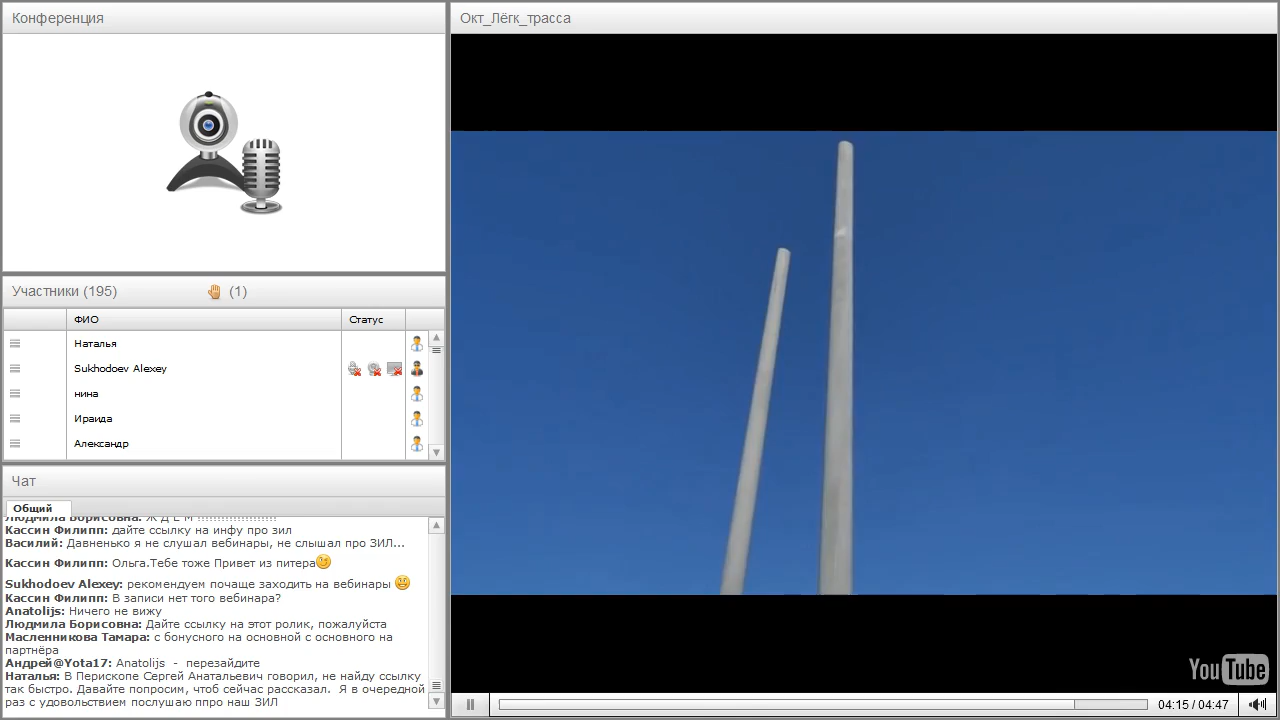 Конференция
Окт_Лёгк_трасса
Участники (195)
(1)
ФИО
Статус
Наталья
Sukhodoev Alexey
нина
Ираида
Александр
Чат
Общий
Людмила Борисовна: Ж Д Ё М !!!!!!!!!!!!!!!!!!!!
Кассин Филипп: дайте ссылку на инфу про зил
Василий: Давненько я не слушал вебинары, не слышал про ЗИЛ...
Кассин Филипп: Ольга.Тебе тоже Привет из питера
Sukhodoev Alexey: рекомендуем почаще заходить на вебинары
Кассин Филипп: В записи нет того вебинара?
Anatolijs: Ничего не вижу
Людмила Борисовна: Дайте ссылку на этот ролик, пожалуйста
Масленникова Тамара: с бонусного на основной с основного на
партнёра
Андрей@Yota17: Anatolijs - перезайдите
Наталья: В Перископе Сергей Анатальевич говорил, не найду ссылку
так быстро. Давайте попросим, чтоб сейчас рассказал. Я в очередной
раз с удовольствием послушаю ппро наш ЗИЛ
YouTube
04:15 / 04:47